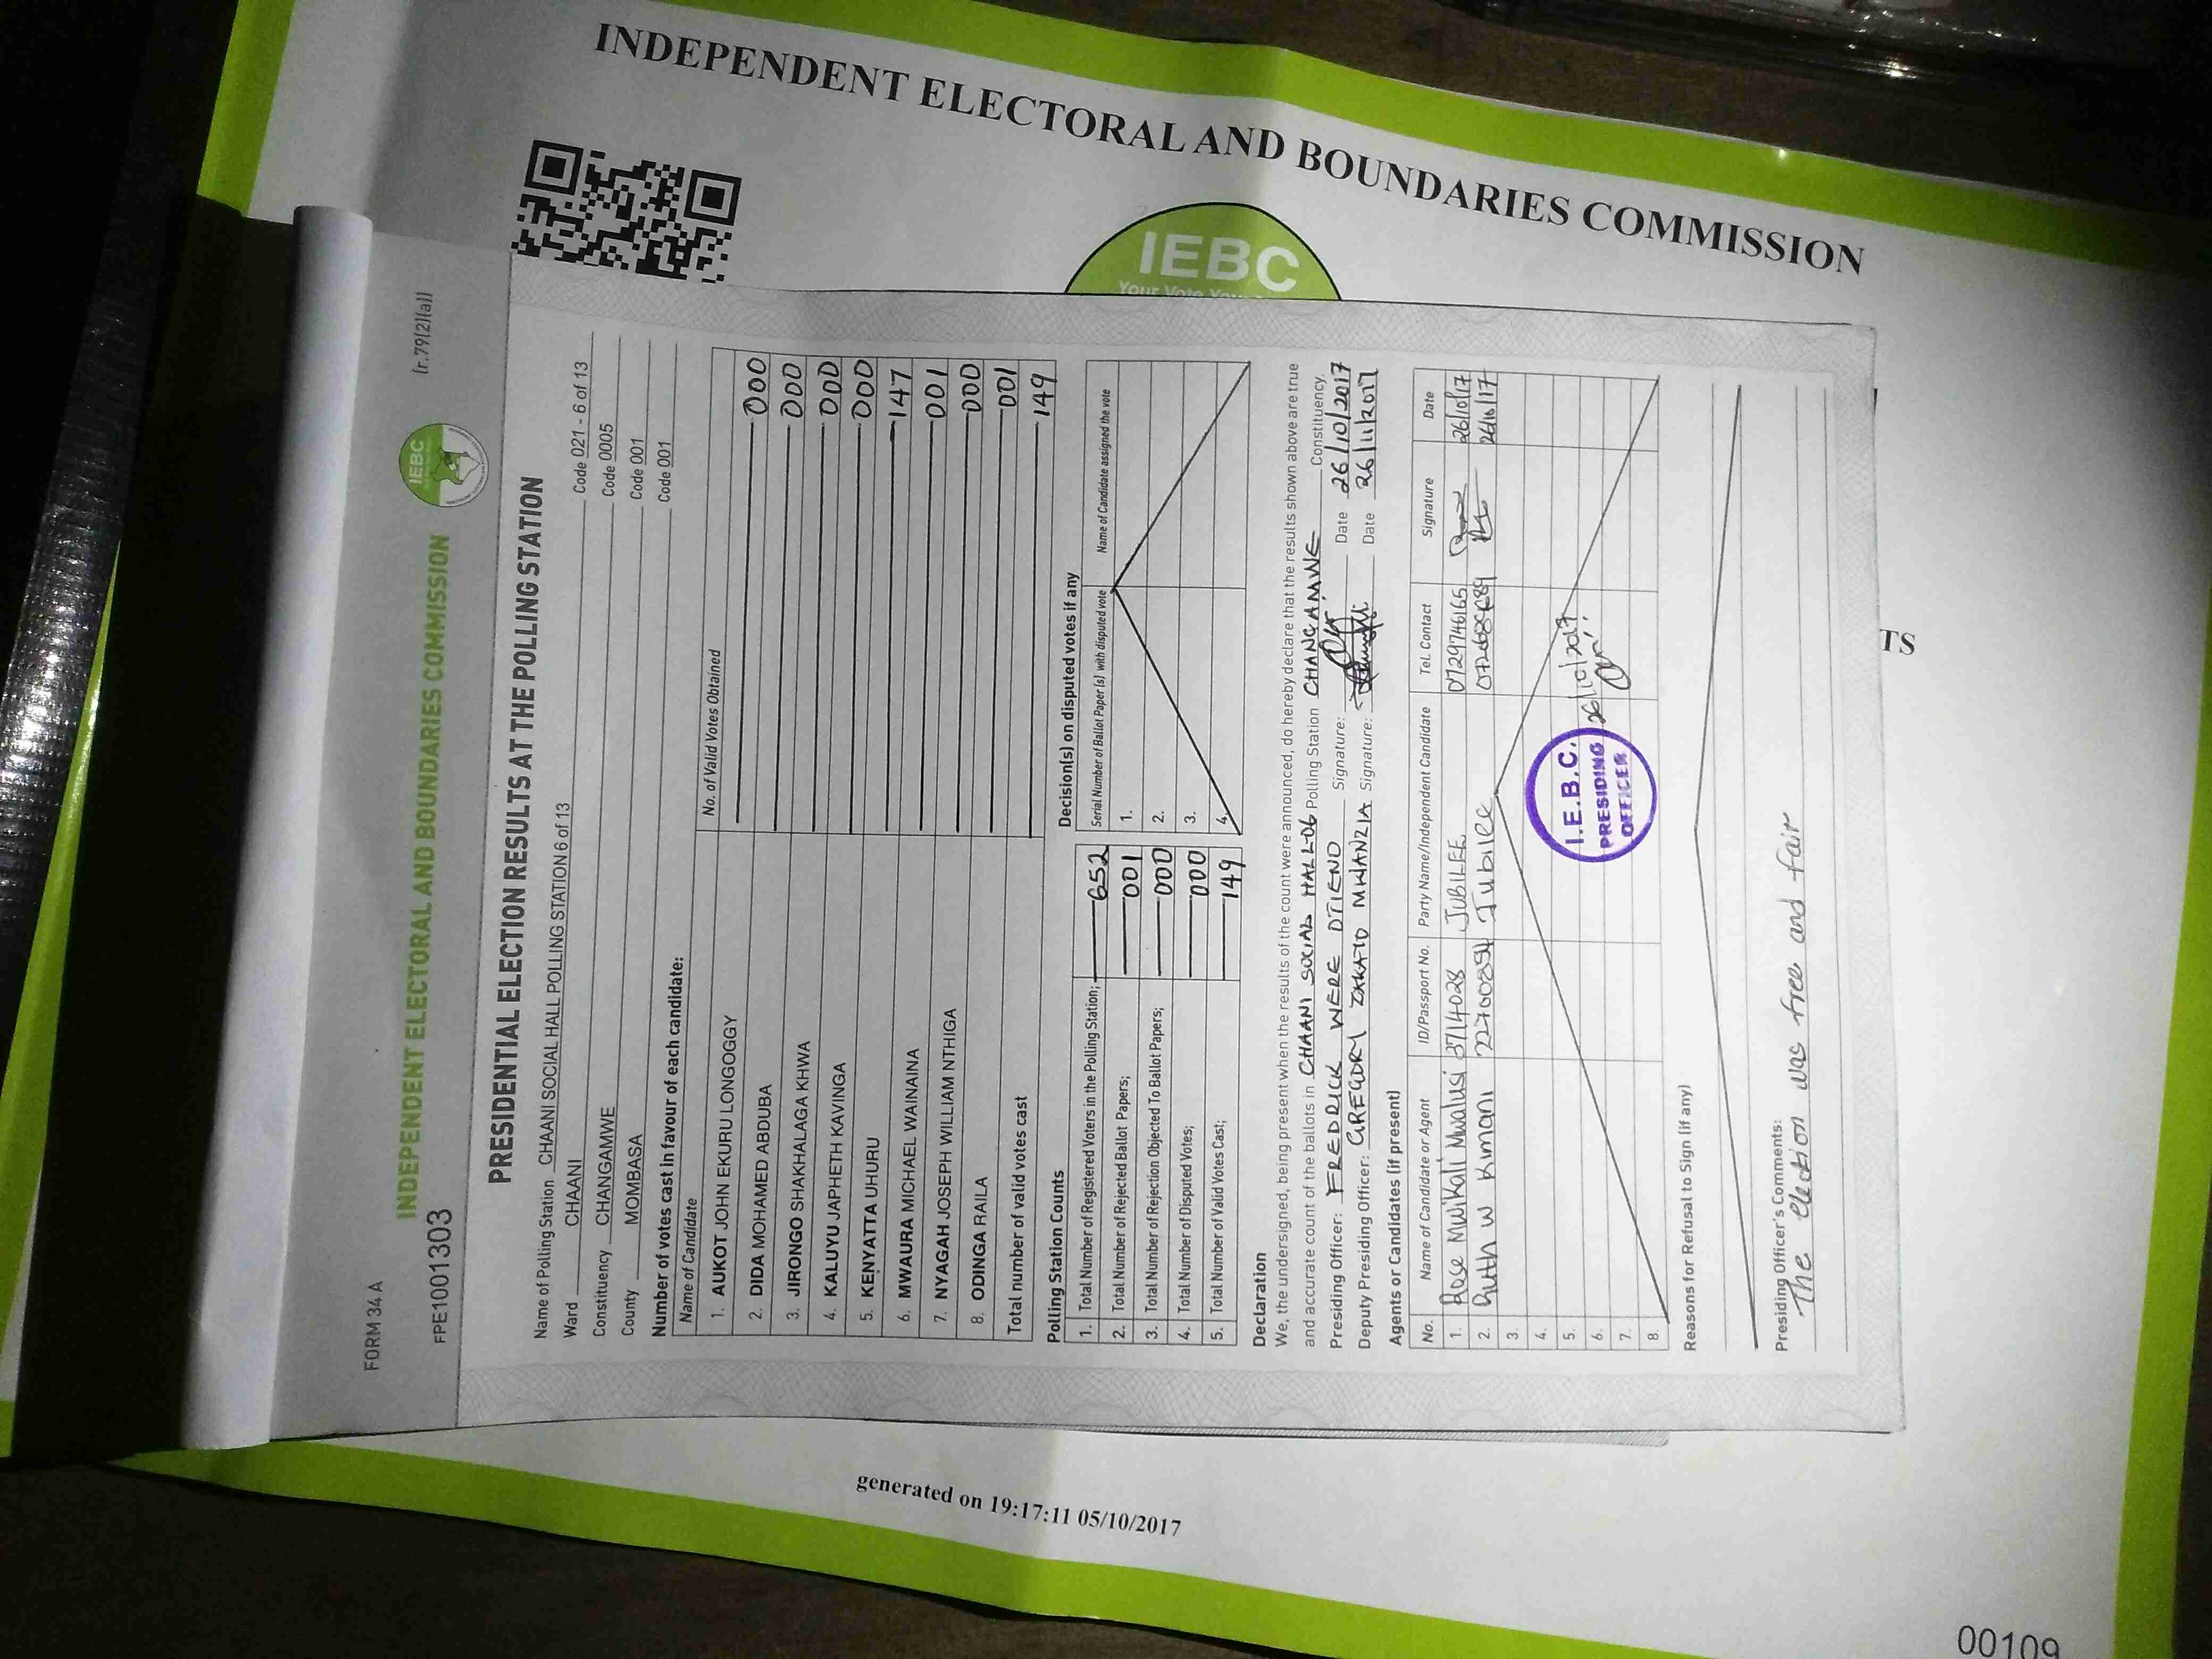 INDEPENDENT ELECTORAL AND BOUNDARIES COMMISSION
IEBC
FORM 34 A
(r.79(2)(a))
INDEPENDENT ELECTORAL AND BOUNDARIES COMMISSION
IEBC
FPE1001303
PRESIDENTIAL ELECTION RESULTS AT THE POLLING STATION
Name of Polling Station CHAANI SOCIAL HALL POLLING STATION 6 of 13 Code 021 - 6 of 13
Ward CHAANI Code 0005
Constituency CHANGAMWE Code 001
County MOMBASA Code 001
Number of votes cast in favour of each candidate:
Name of Candidate No. of Valid Votes Obtained
1. AUKOT JOHN EKURU LONGOGGY 000
2. DIDA MOHAMED ABDUBA 000
3. JIRONGO SHAKHALAGA KHWA 000
4. KALUYU JAPHETH KAVINGA 000
5. KENYATTA UHURU 147
6. MWAURA MICHAEL WAINAINA 001
7. NYAGAH JOSEPH WILLIAM NTHIGA 000
8. ODINGA RAILA 001
Total number of valid votes cast 149
Polling Station Counts
1. Total Number of Registered Voters in the Polling Station; 652
2. Total Number of Rejected Ballot Papers; 001
3. Total Number of Rejection Objected To Ballot Papers; 000
4. Total Number of Disputed Votes; 000
5. Total Number of Valid Votes Cast; 149
Decision(s) on disputed votes if any
Serial Number of Ballot Paper (s) with disputed vote Name of Candidate assigned the vote
1.
2.
3.
4.
Declaration
We, the undersigned, being present when the results of the count were announced, do hereby declare that the results shown above are true
and accurate count of the ballots in CHAANI SOCIAL HALL-06 Polling Station CHANGAMWE Constituency.
Presiding Officer: FREDRICK WERE OTIENO Signature: Date 26/10/2017
Deputy Presiding Officer: GREGORY MWANZIA Signature: Date 26/11/2017
Agents or Candidates (if present)
No. Name of Candidate or Agent ID/Passport No. Party Name/Independent Candidate Tel. Contact Signature Date
1. Rose Mwikali Mwalusi 3714028 JUBILEE 0729746165 26/10/17
2. Ruth W Kimani Jubilee 26/10/17
3.
4.
5.
6.
7.
8.
I.E.B.C.
PRESIDING
OFFICER
26/10/2017
Reasons for Refusal to Sign (if any)
Presiding Officer's Comments:
The election was free and fair
TS
generated on 19:17:11 05/10/2017
00109